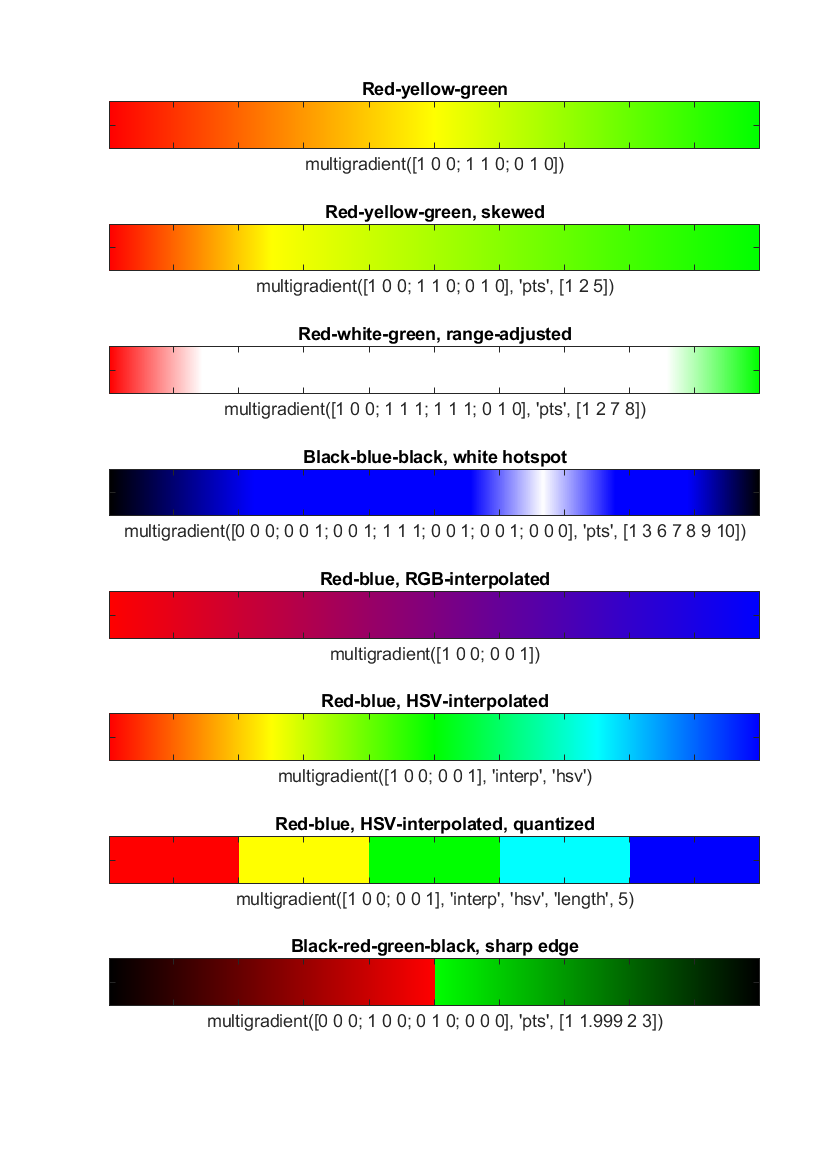 Red-yellow-green
multigradient([1 0 0; 1 1 0; 0 1 0])
Red-yellow-green, skewed
multigradient([1 0 0; 1 1 0; 0 1 0], 'pts', [1 2 5])
Red-white-green, range-adjusted
multigradient([1 0 0; 1 1 1; 1 1 1; 0 1 0], 'pts', [1 2 7 8])
Black-blue-black, white hotspot
multigradient([0 0 0; 0 0 1; 0 0 1; 1 1 1; 0 0 1; 0 0 1; 0 0 0], 'pts', [1 3 6 7 8 9 10])
Red-blue, RGB-interpolated
multigradient([1 0 0; 0 0 1])
Red-blue, HSV-interpolated
multigradient([1 0 0; 0 0 1], 'interp', 'hsv')
Red-blue, HSV-interpolated, quantized
multigradient([1 0 0; 0 0 1], 'interp', 'hsv', 'length', 5)
Black-red-green-black, sharp edge
multigradient([0 0 0; 1 0 0; 0 1 0; 0 0 0], 'pts', [1 1.999 2 3])